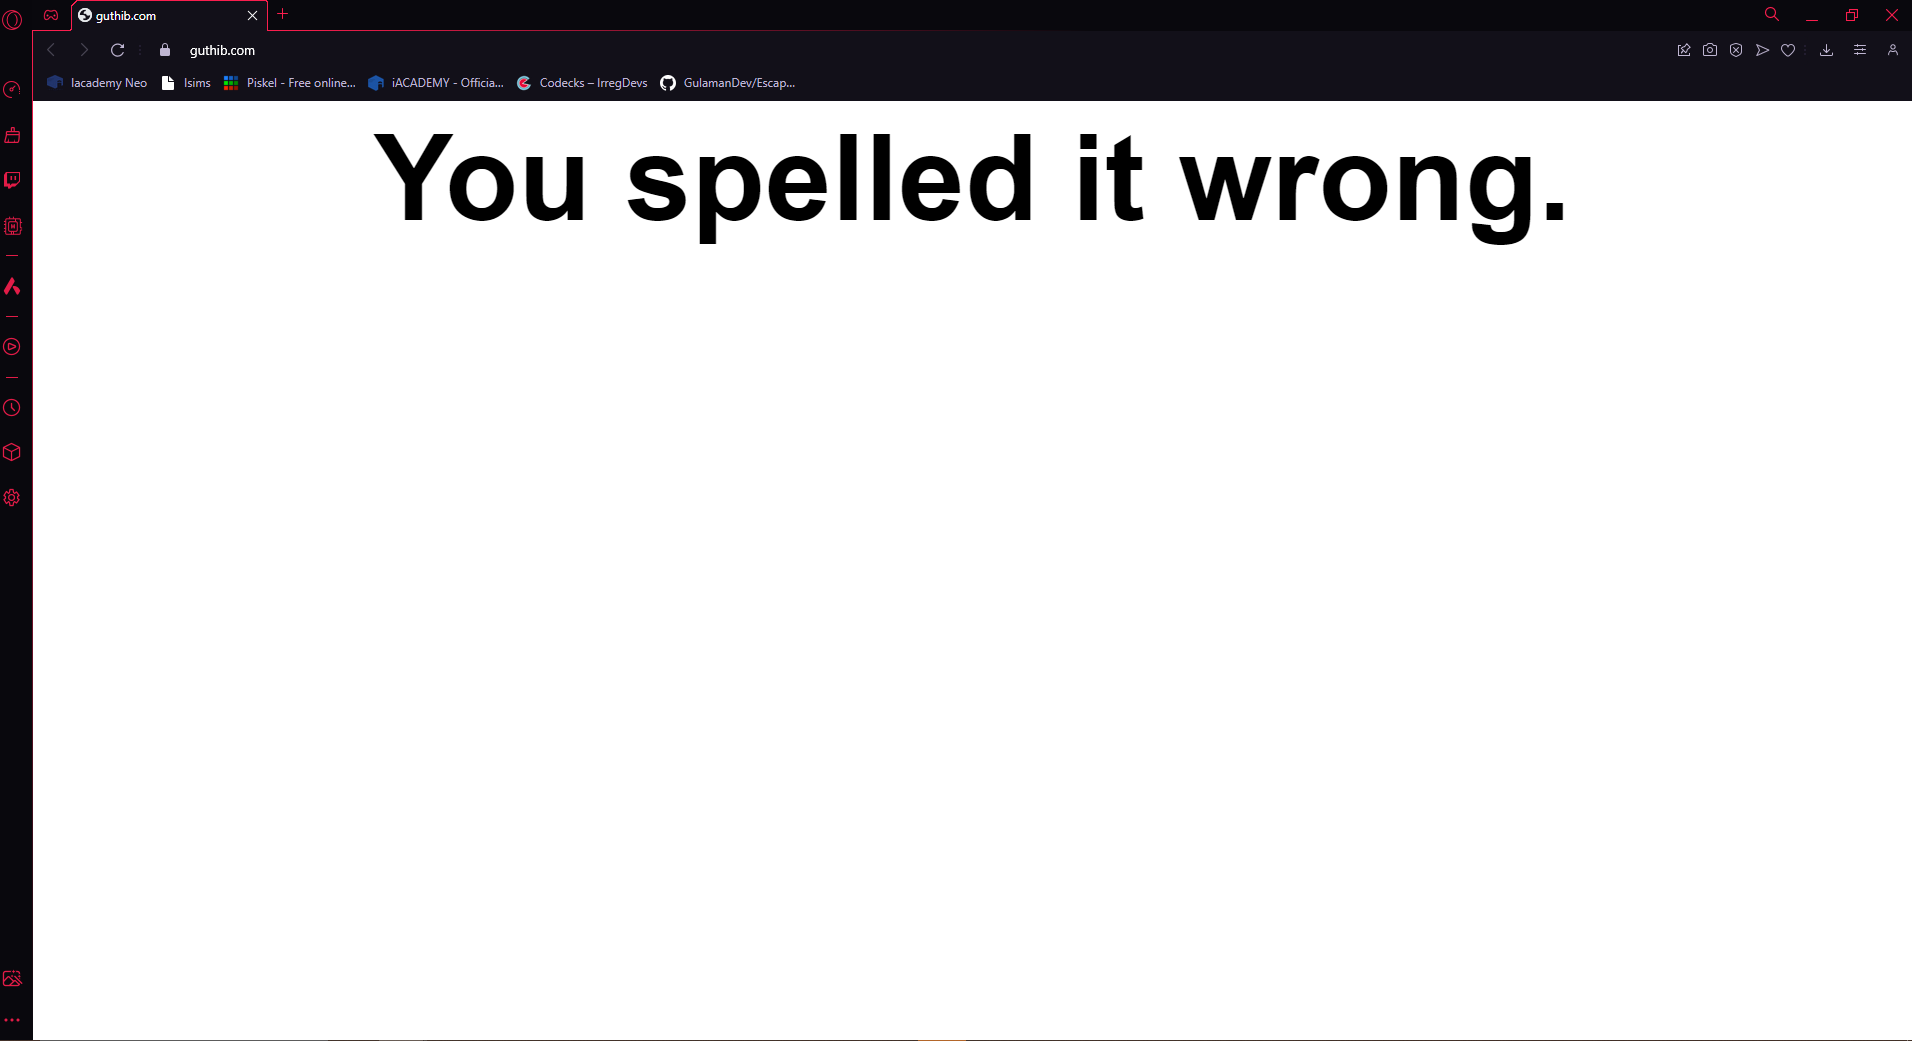 guthib.com
guthib.com
Iacademy Neo Isims Piskel - Free online... iACADEMY - Officia... Codecks – IrregDevs GulamanDev/Escap...
You spelled it wrong.